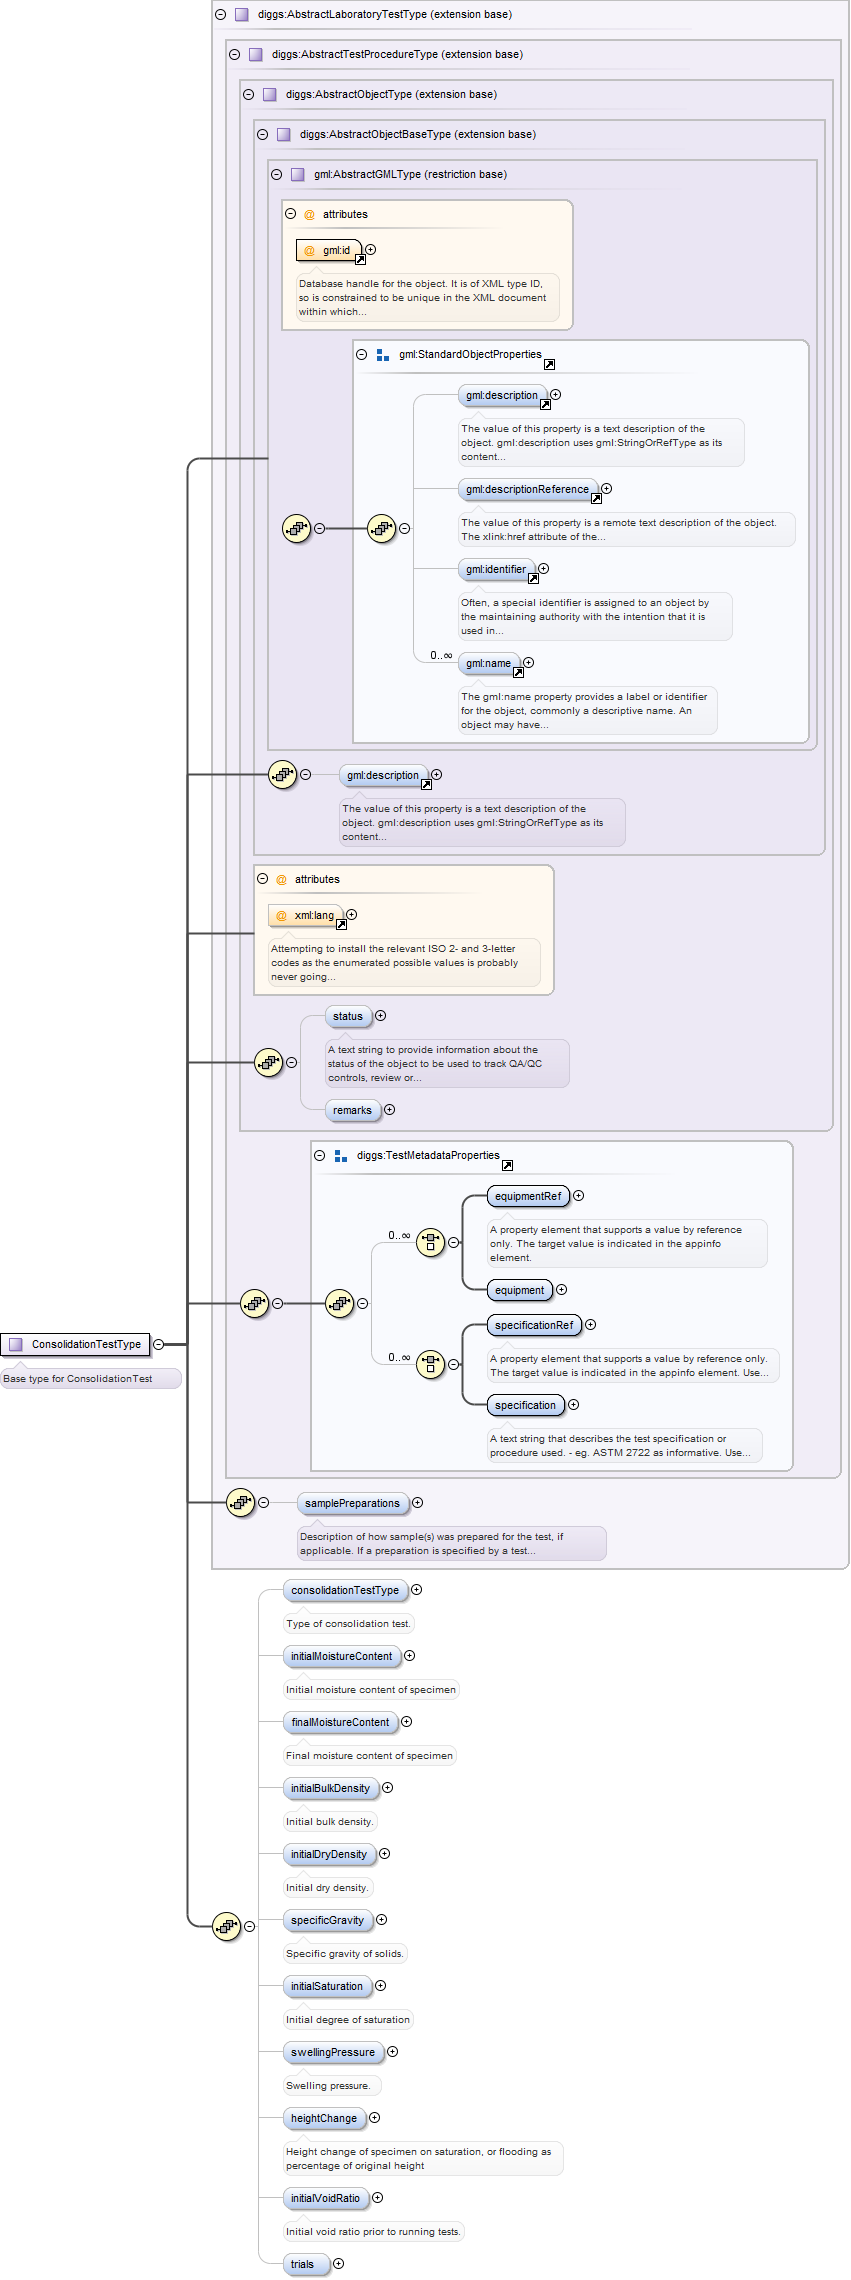 diggs:AbstractLaboratoryTestType (extension base)
diggs:AbstractTestProcedureType (extension base)
diggs:AbstractObjectType (extension base)
diggs:AbstractObjectBaseType (extension base)
gml:AbstractGMLType (restriction base)
@ attributes
@ gml:id
Database handle for the object. It is of XML type ID,
so is constrained to be unique in the XML document
within which...
gml:StandardObjectProperties
gml:description
The value of this property is a text description of the
object. gml:description uses gml:StringOrRefType as its
content...
gml:descriptionReference
The value of this property is a remote text description of the object.
The xlink:href attribute of the...
gml:identifier
Often, a special identifier is assigned to an object by
the maintaining authority with the intention that it is
used in...
0..∞
gml:name
The gml:name property provides a label or identifier
for the object, commonly a descriptive name. An
object may have...
gml:description
The value of this property is a text description of the
object. gml:description uses gml:StringOrRefType as its
content...
@ attributes
@ xml:lang
Attempting to install the relevant ISO 2- and 3-letter
codes as the enumerated possible values is probably
never going...
status
A text string to provide information about the
status of the object to be used to track QA/QC
controls, review or...
remarks
diggs:TestMetadataProperties
equipmentRef
0..∞
A property element that supports a value by reference
only. The target value is indicated in the appinfo
element.
equipment
specificationRef
0..∞
A property element that supports a value by reference only.
The target value is indicated in the appinfo element. Use...
specification
A text string that describes the test specification or
procedure used. - eg. ASTM 2722 as informative. Use...
ConsolidationTestType
Base type for ConsolidationTest
samplePreparations
Description of how sample(s) was prepared for the test, if
applicable. If a preparation is specified by a test...
consolidationTestType
Type of consolidation test.
initialMoistureContent
Initial moisture content of specimen
finalMoistureContent
Final moisture content of specimen
initialBulkDensity
Initial bulk density.
initialDryDensity
Initial dry density.
specificGravity
Specific gravity of solids.
initialSaturation
Initial degree of saturation
swellingPressure
Swelling pressure.
heightChange
Height change of specimen on saturation, or flooding as
percentage of original height
initialVoidRatio
Initial void ratio prior to running tests.
trials